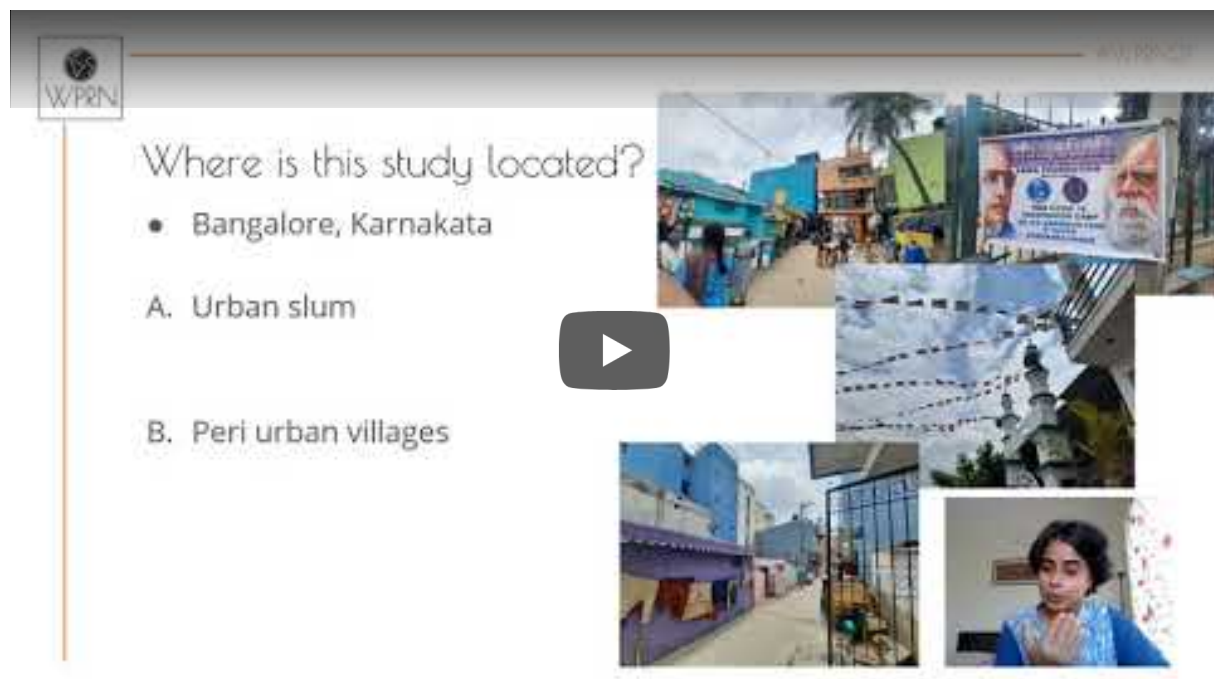 WPRN
Where is this study located?
● Bangalore, Karnakata
A. Urban slum
B. Peri urban villages